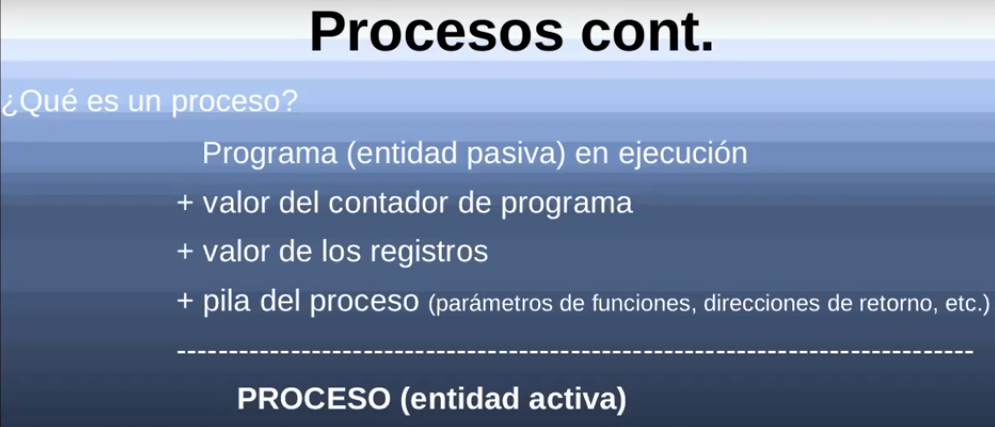 Procesos cont.
¿Qué es un proceso?
Programa (entidad pasiva) en ejecución
+ valor del contador de programa
+ valor de los registros
+ pila del proceso (parámetros de funciones, direcciones de retorno, etc.)
-----------------------------------------------------------------------------
PROCESO (entidad activa)